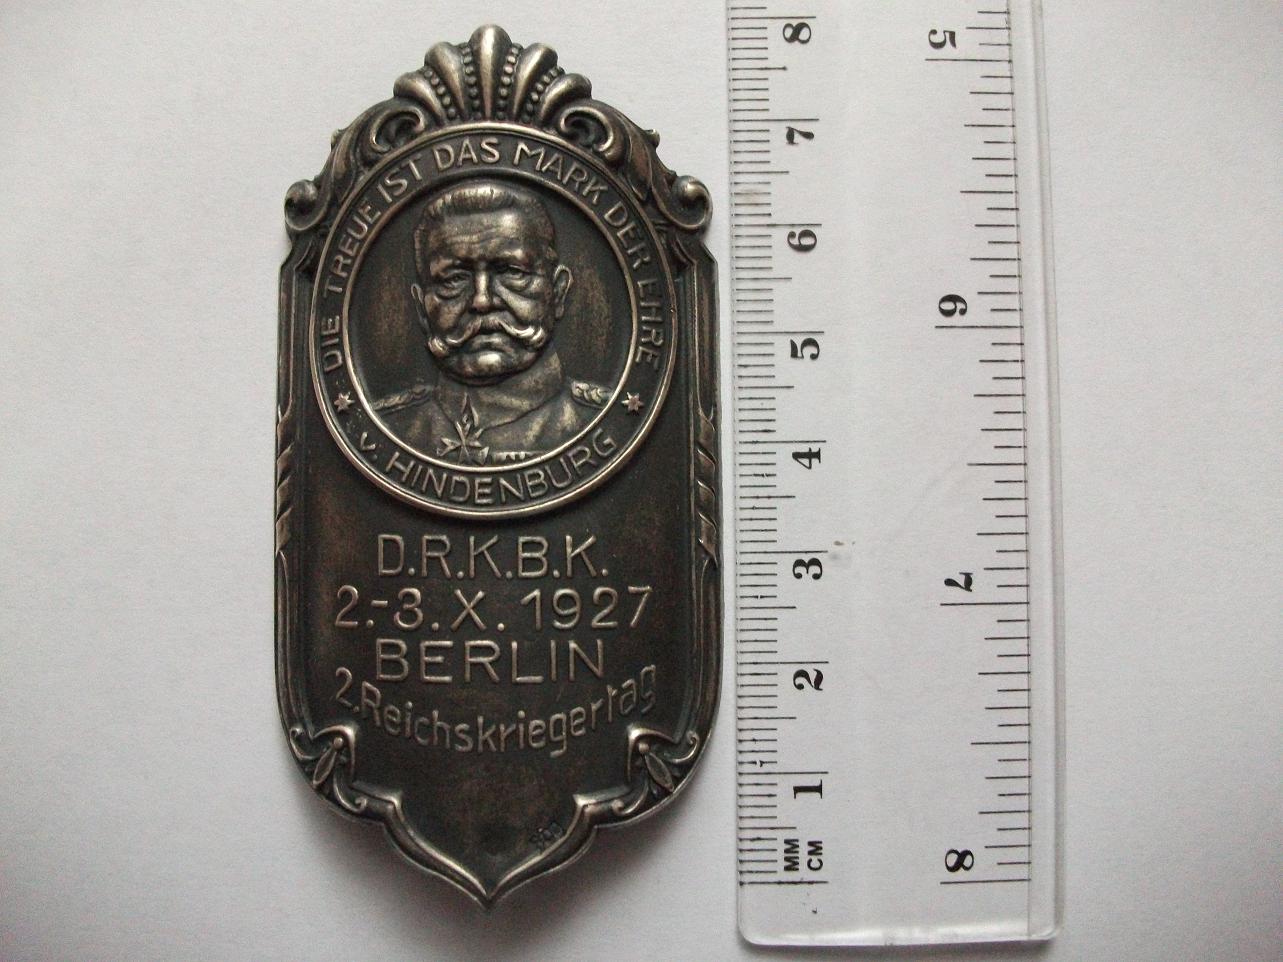 DIE TREUE IST DAS MARK DER EHRE
v. HINDENBURG
D.R.K.B.K.
2.-3.X.1927
BERLIN
2.Reichskriegertag
8
7
6
5
4
3
2
1
MM
CM
5
6
7
8